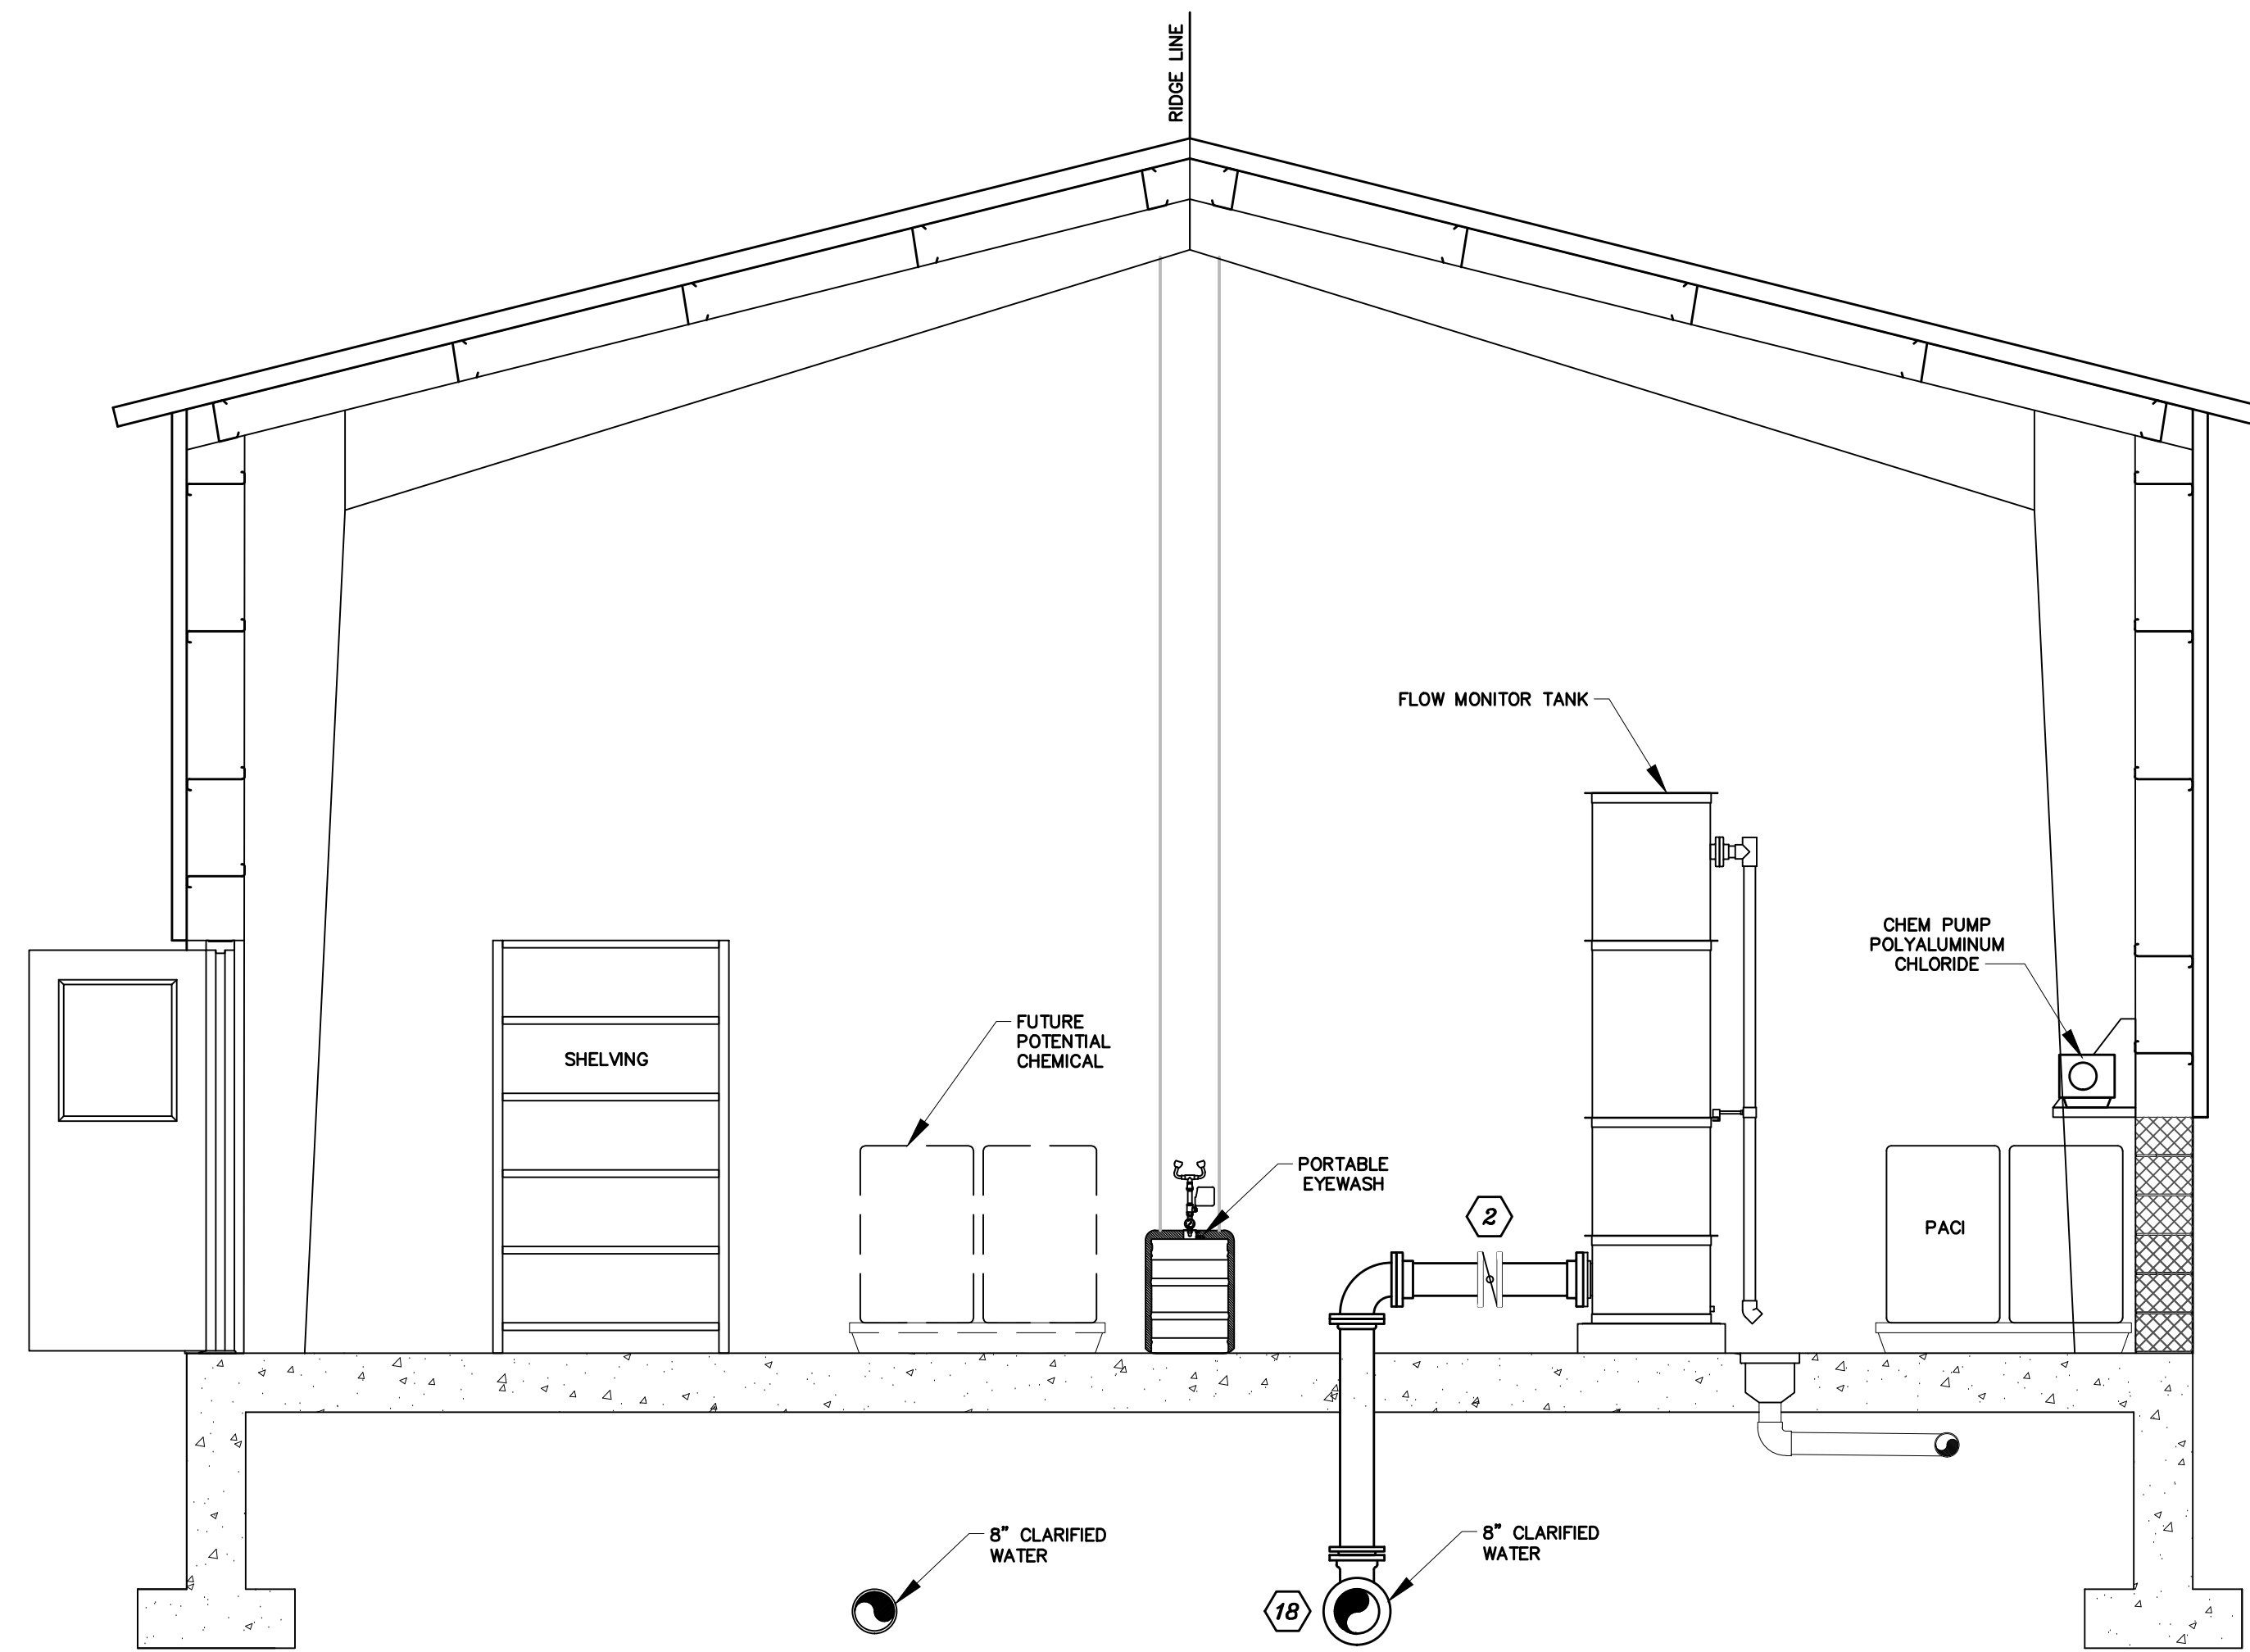 RIDGE LINE
FLOW MONITOR TANK
CHEM PUMP
POLYALUMINUM
CHLORIDE
FUTURE
POTENTIAL
CHEMICAL
SHELVING
PORTABLE
EYEWASH
2
PACI
8" CLARIFIED
WATER
8" CLARIFIED
WATER
18